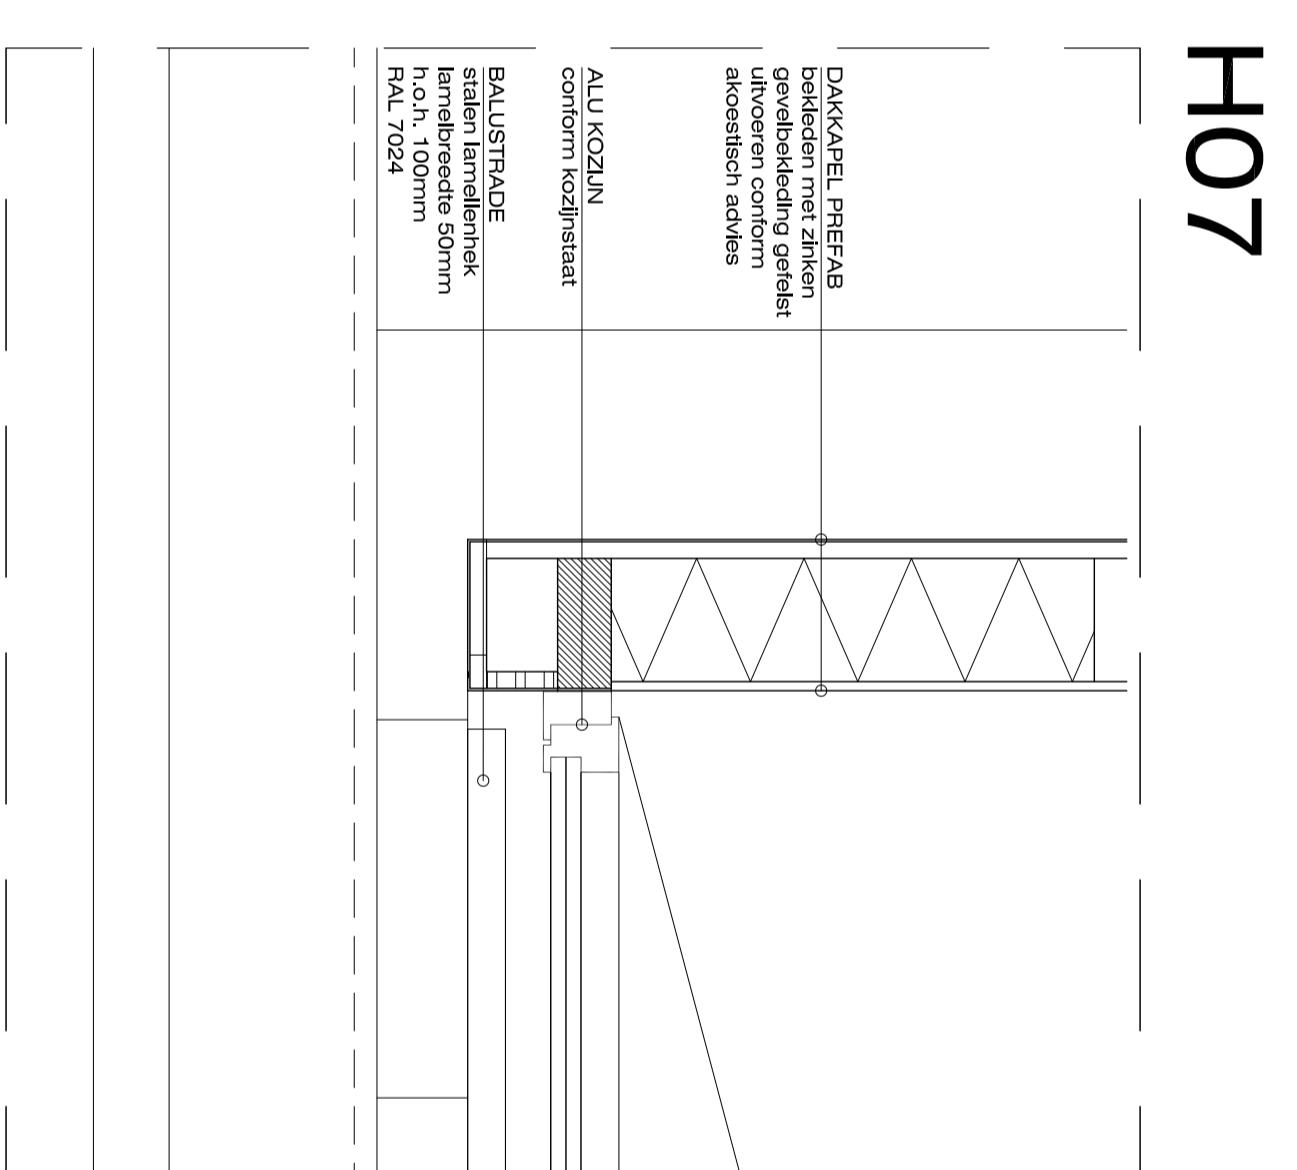 H07
DAKKAPEL PREFAB
bekleden met zinken
gevelbekleding gefelst
uitvoeren conform
akoestisch advies
ALU KOZIJN
conform kozijnstaat
BALUSTRADE
stalen lamellenhek
lamelbreedte 50mm
h.o.h. 100mm
RAL 7024